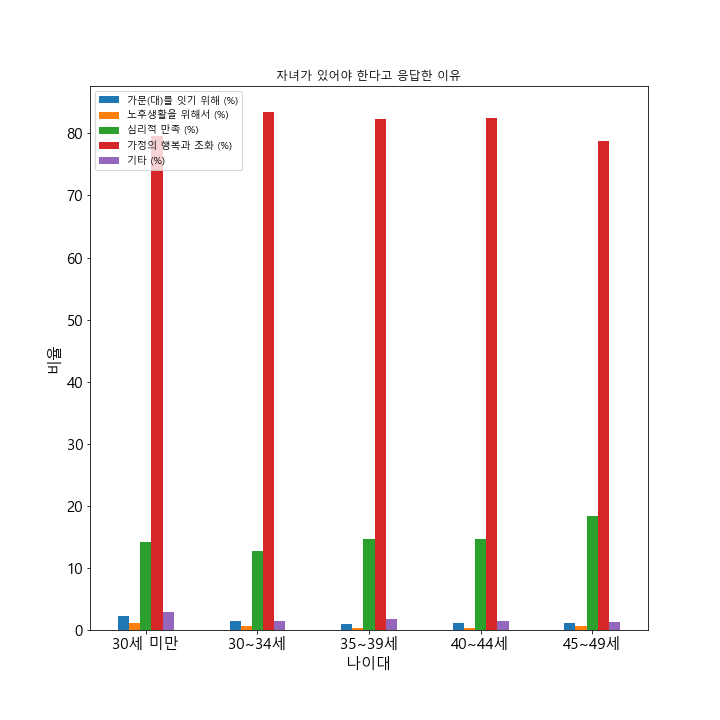 자녀가 있어야 한다고 응답한 이유
가문(대)를 잇기 위해 (%)
노후생활을 위해서 (%)
심리적 만족 (%)
가정의 행복과 조화 (%)
기타 (%)
80
70
60
50
40
30
20
10
0
비율
30세 미만 30~34세 35~39세 40~44세 45~49세
나이대